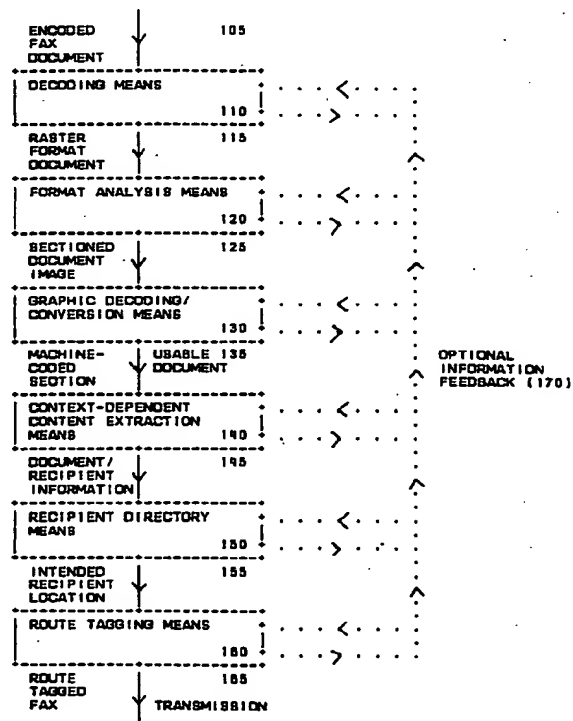 ENCODED 105
FAX
DOCUMENT
DECODING MEANS
110
RASTER 115
FORMAT
DOCUMENT
FORMAT ANALYSIS MEANS
120
SECTIONED 125
DOCUMENT
IMAGE
GRAPHIC DECODING/
CONVERSION MEANS
130
MACHINE- USABLE 135
CODED DOCUMENT
SECTION
OPTIONAL
INFORMATION
FEEDBACK (170)
CONTEXT-DEPENDENT
CONTENT EXTRACTION
MEANS 140
DOCUMENT/ 145
RECIPIENT
INFORMATION
RECIPIENT DIRECTORY
MEANS
150
INTENDED 155
RECIPIENT
LOCATION
ROUTE TAGGING MEANS
160
ROUTE 165
TAGGED
FAX TRANSMISSION